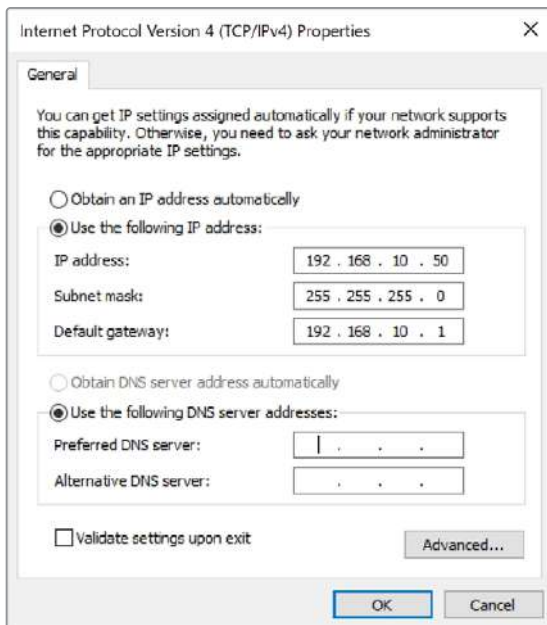 Internet Protocol Version 4 (TCP/IPv4) Properties
General
You can get IP settings assigned automatically if your network supports
this capability. Otherwise, you need to ask your network administrator
for the appropriate IP settings.
Obtain an IP address automatically
Use the following IP address:
IP address: 192 . 168 . 10 . 50
Subnet mask: 255 . 255 . 255 . 0
Default gateway: 192 . 168 . 10 . 1
Obtain DNS server address automatically
Use the following DNS server addresses:
Preferred DNS server: . . .
Alternative DNS server: . . .
Validate settings upon exit
Advanced...
OK Cancel